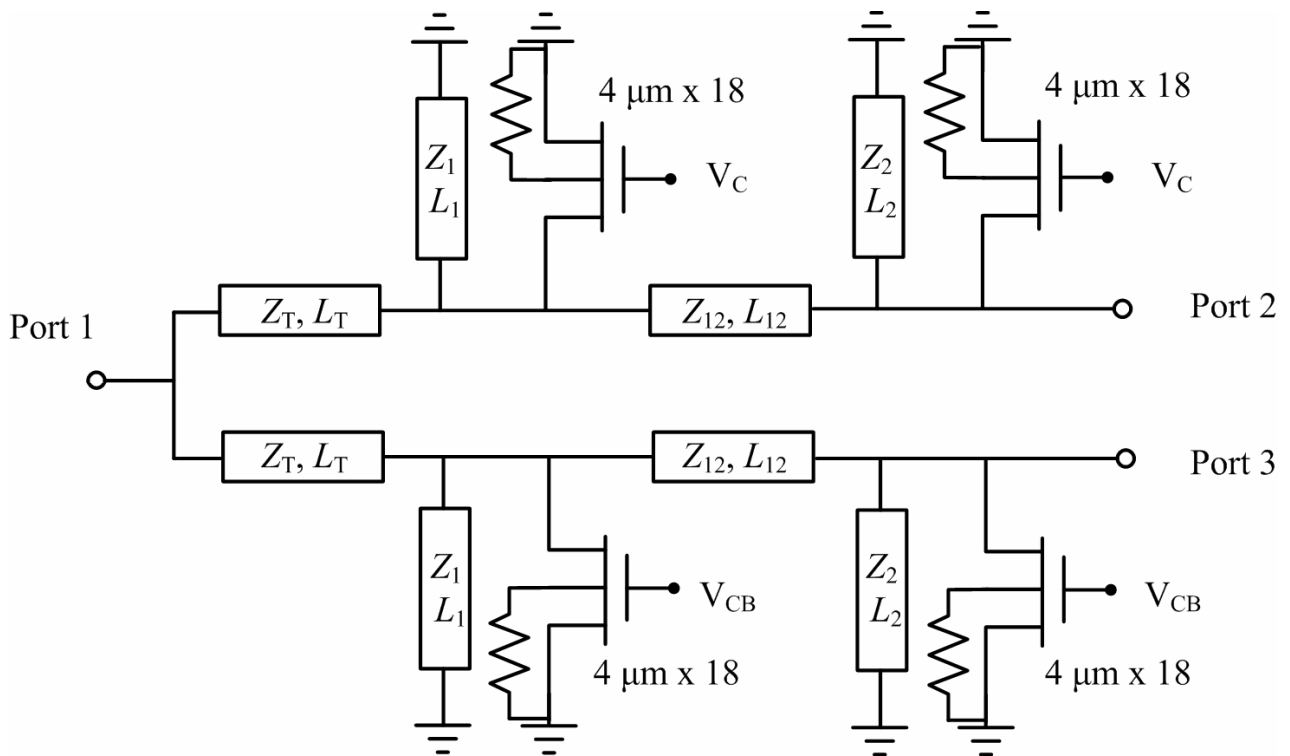 4 μm x 18
4 μm x 18
Z1
L1
VC
Z2
L2
VC
Port 1
ZT, LT
Z12, L12
Port 2
ZT, LT
Z12, L12
Port 3
Z1
L1
VCB
Z2
L2
VCB
4 μm x 18
4 μm x 18